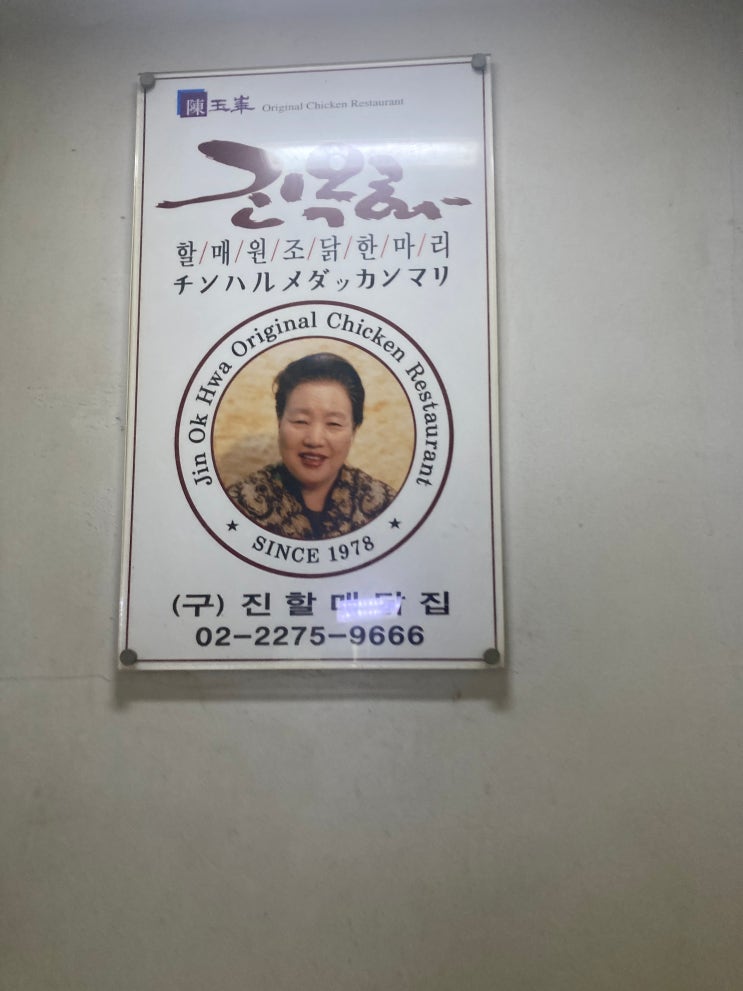 陳玉華 Original Chicken Restaurant
진옥화
할/매/원/조/닭/한/마/리
チンハルメダッカンマリ
Jin Ok Hwa Original Chicken Restaurant
★ SINCE 1978 ★
(구) 진할매닭집
02-2275-9666